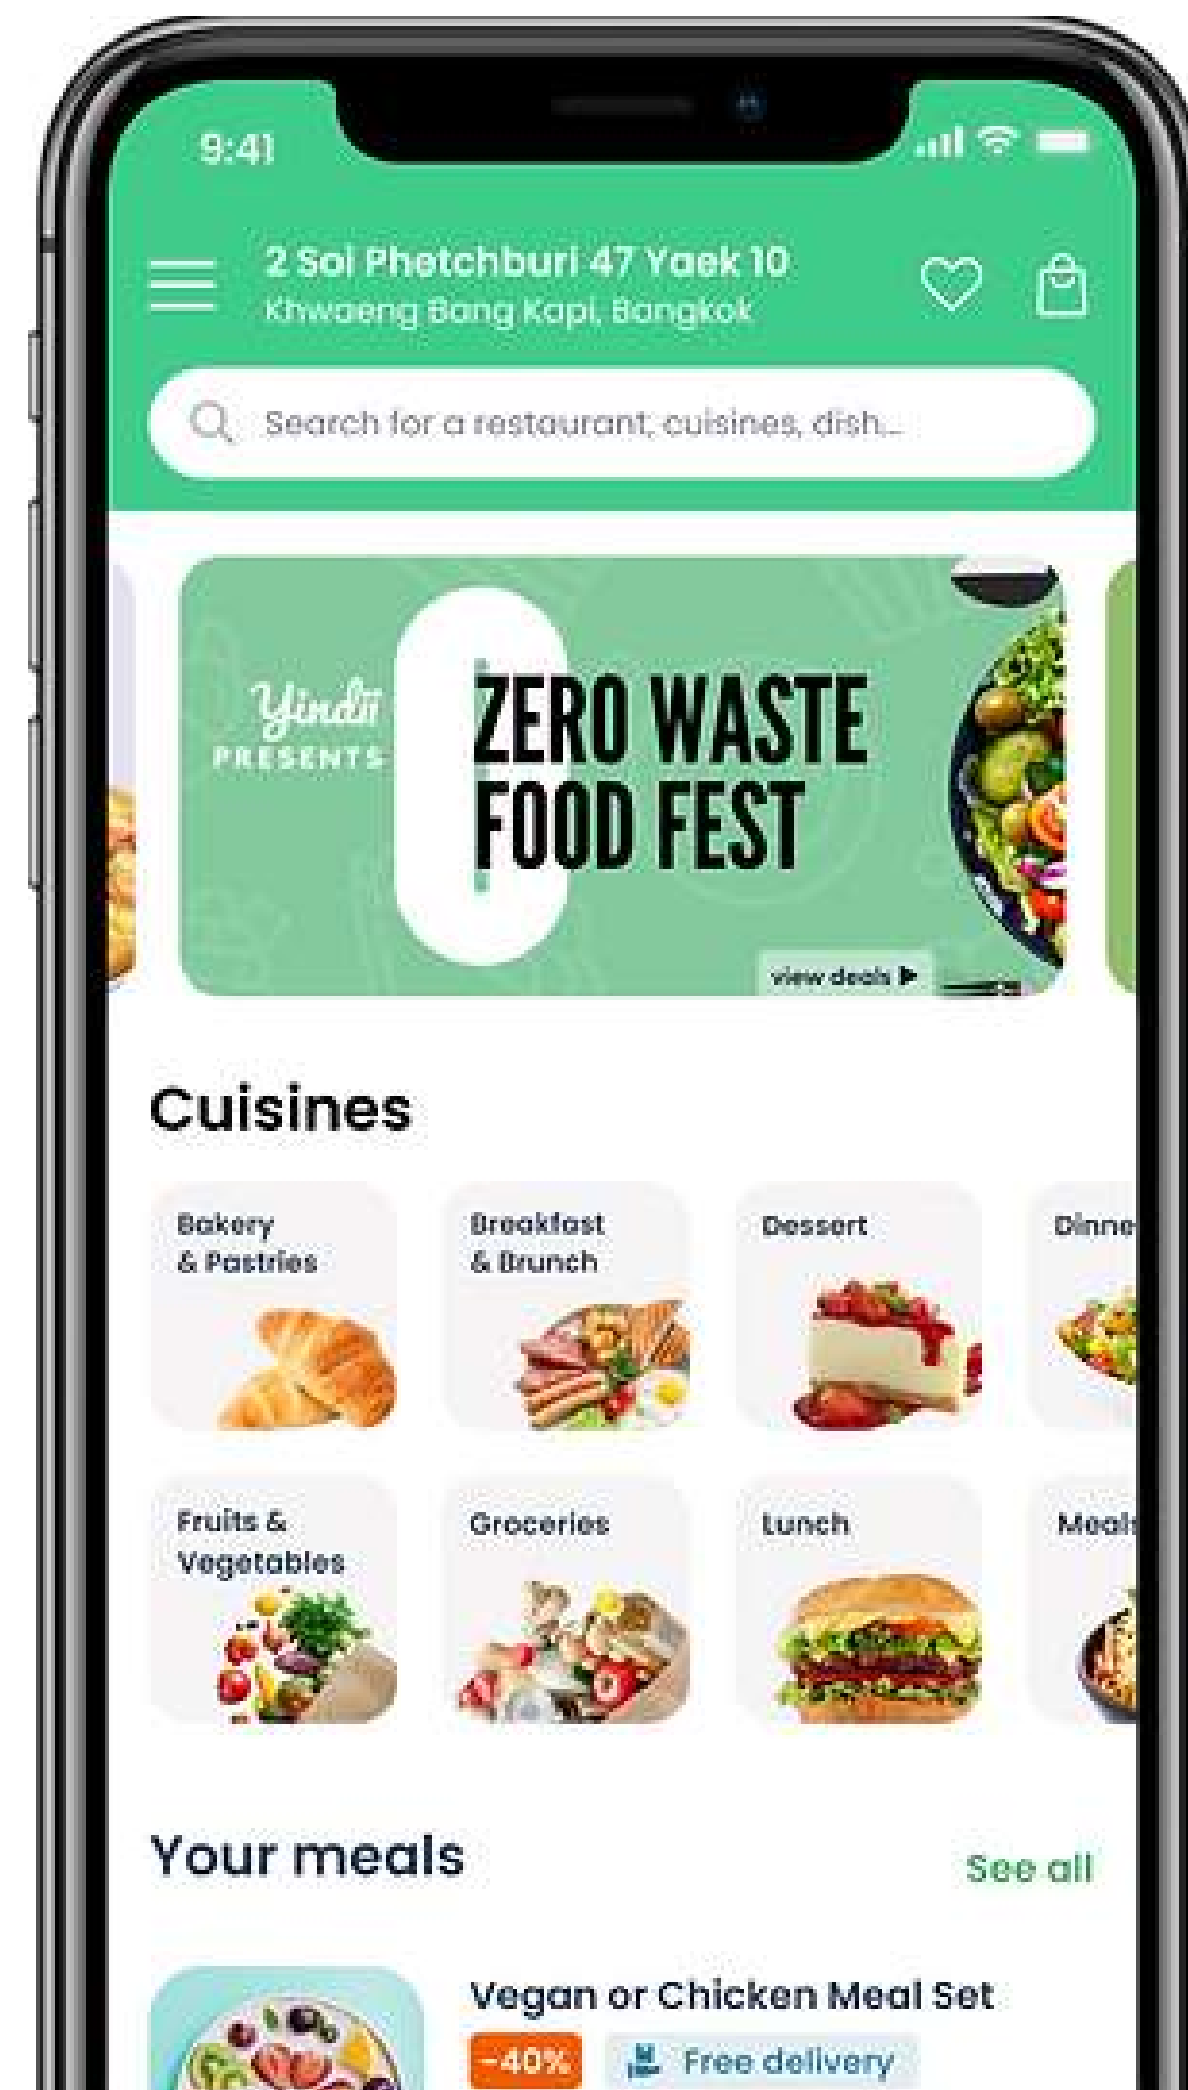 9:41
2 Soi Phetchburi 47 Yaek 10
Khwaeng Bang Kapi, Bangkok
Search for a restaurant, cuisines, dish...
Yindii
PRESENTS
ZERO WASTE
FOOD FEST
view deals
Cuisines
Bakery
& Pastries
Breakfast
& Brunch
Dessert
Dinne
Fruits &
Vegetables
Groceries
Lunch
Meals
Your meals
See all
Vegan or Chicken Meal Set
-40%
Free delivery